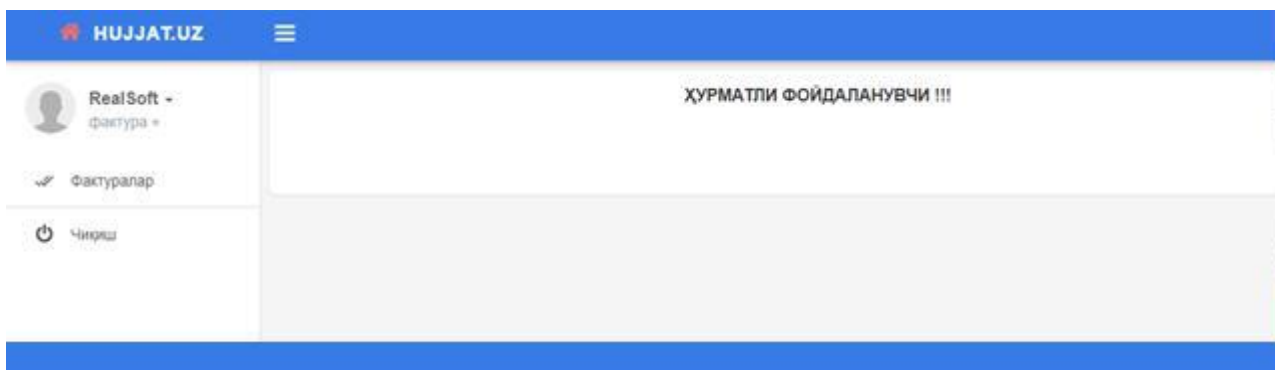 HUJJAT.UZ
RealSoft
фактура
ҲУРМАТЛИ ФОЙДАЛАНУВЧИ !!!
Фактуралар
Чиқиш